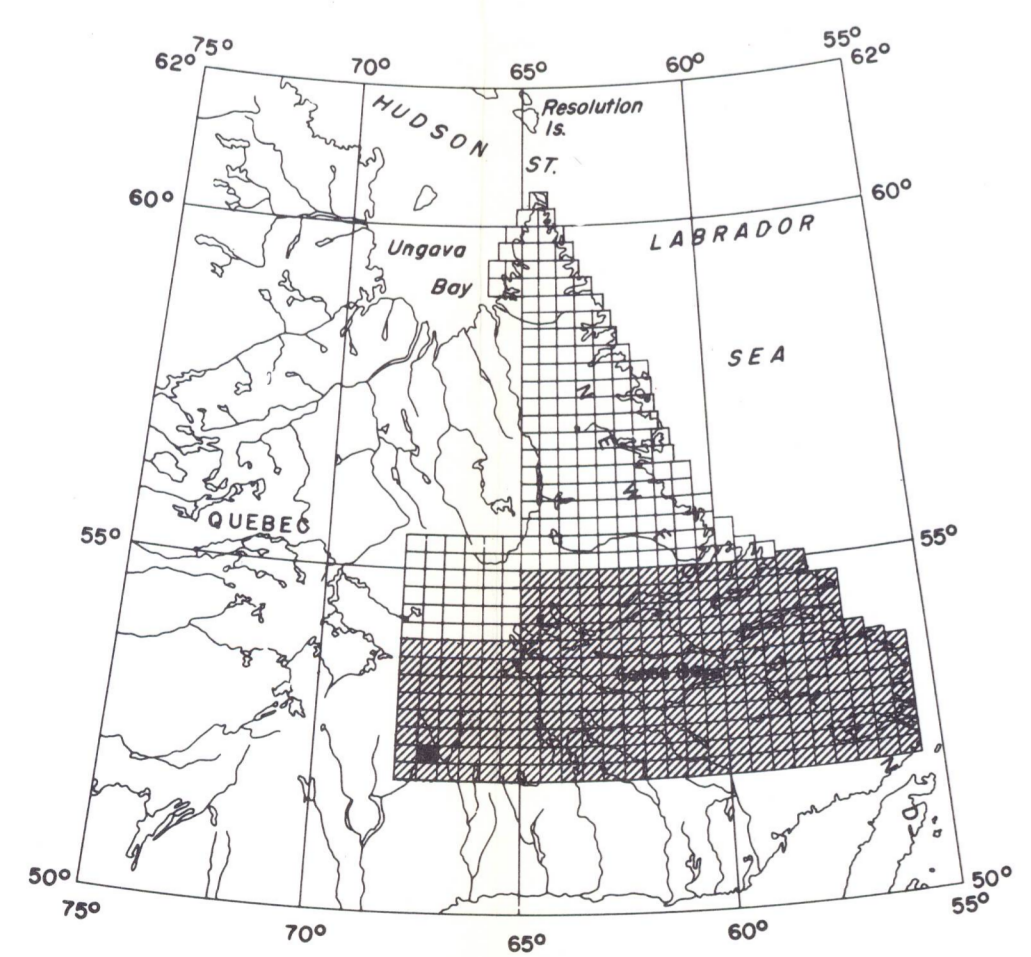 75° 55°
62° 70° 65° 60° 62°
HUDSON Resolution
Is.
ST.
60° 60°
LABRADOR
Ungava
Bay
SEA
QUEBEC
55° 55°
50° 50°
75° 55°
70° 65° 60°